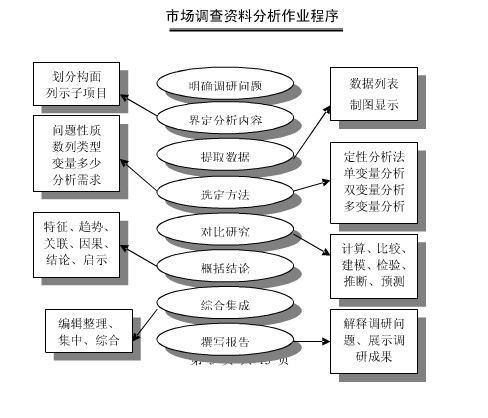 市场调查资料分析作业程序
划分构面
列示子项目
问题性质
数列类型
变量多少
分析需求
特征、趋势、
关联、因果、
结论、启示
编辑整理、
集中、综合
明确调研问题
界定分析内容
提取数据
选定方法
对比研究
概括结论
综合集成
撰写报告
数据列表
制图显示
定性分析法
单变量分析
双变量分析
多变量分析
计算、比较、
建模、检验、
推断、预测
解释调研问
题、展示调
研成果